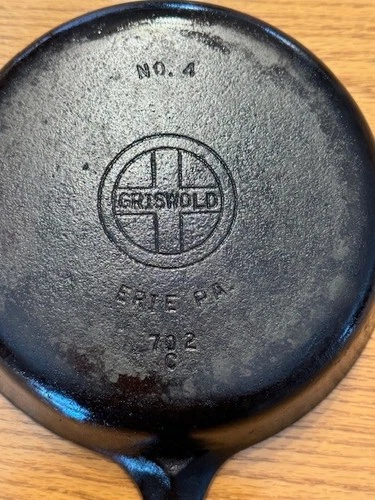 NO. 4
GRISWOLD
ERIE PA.
702
C